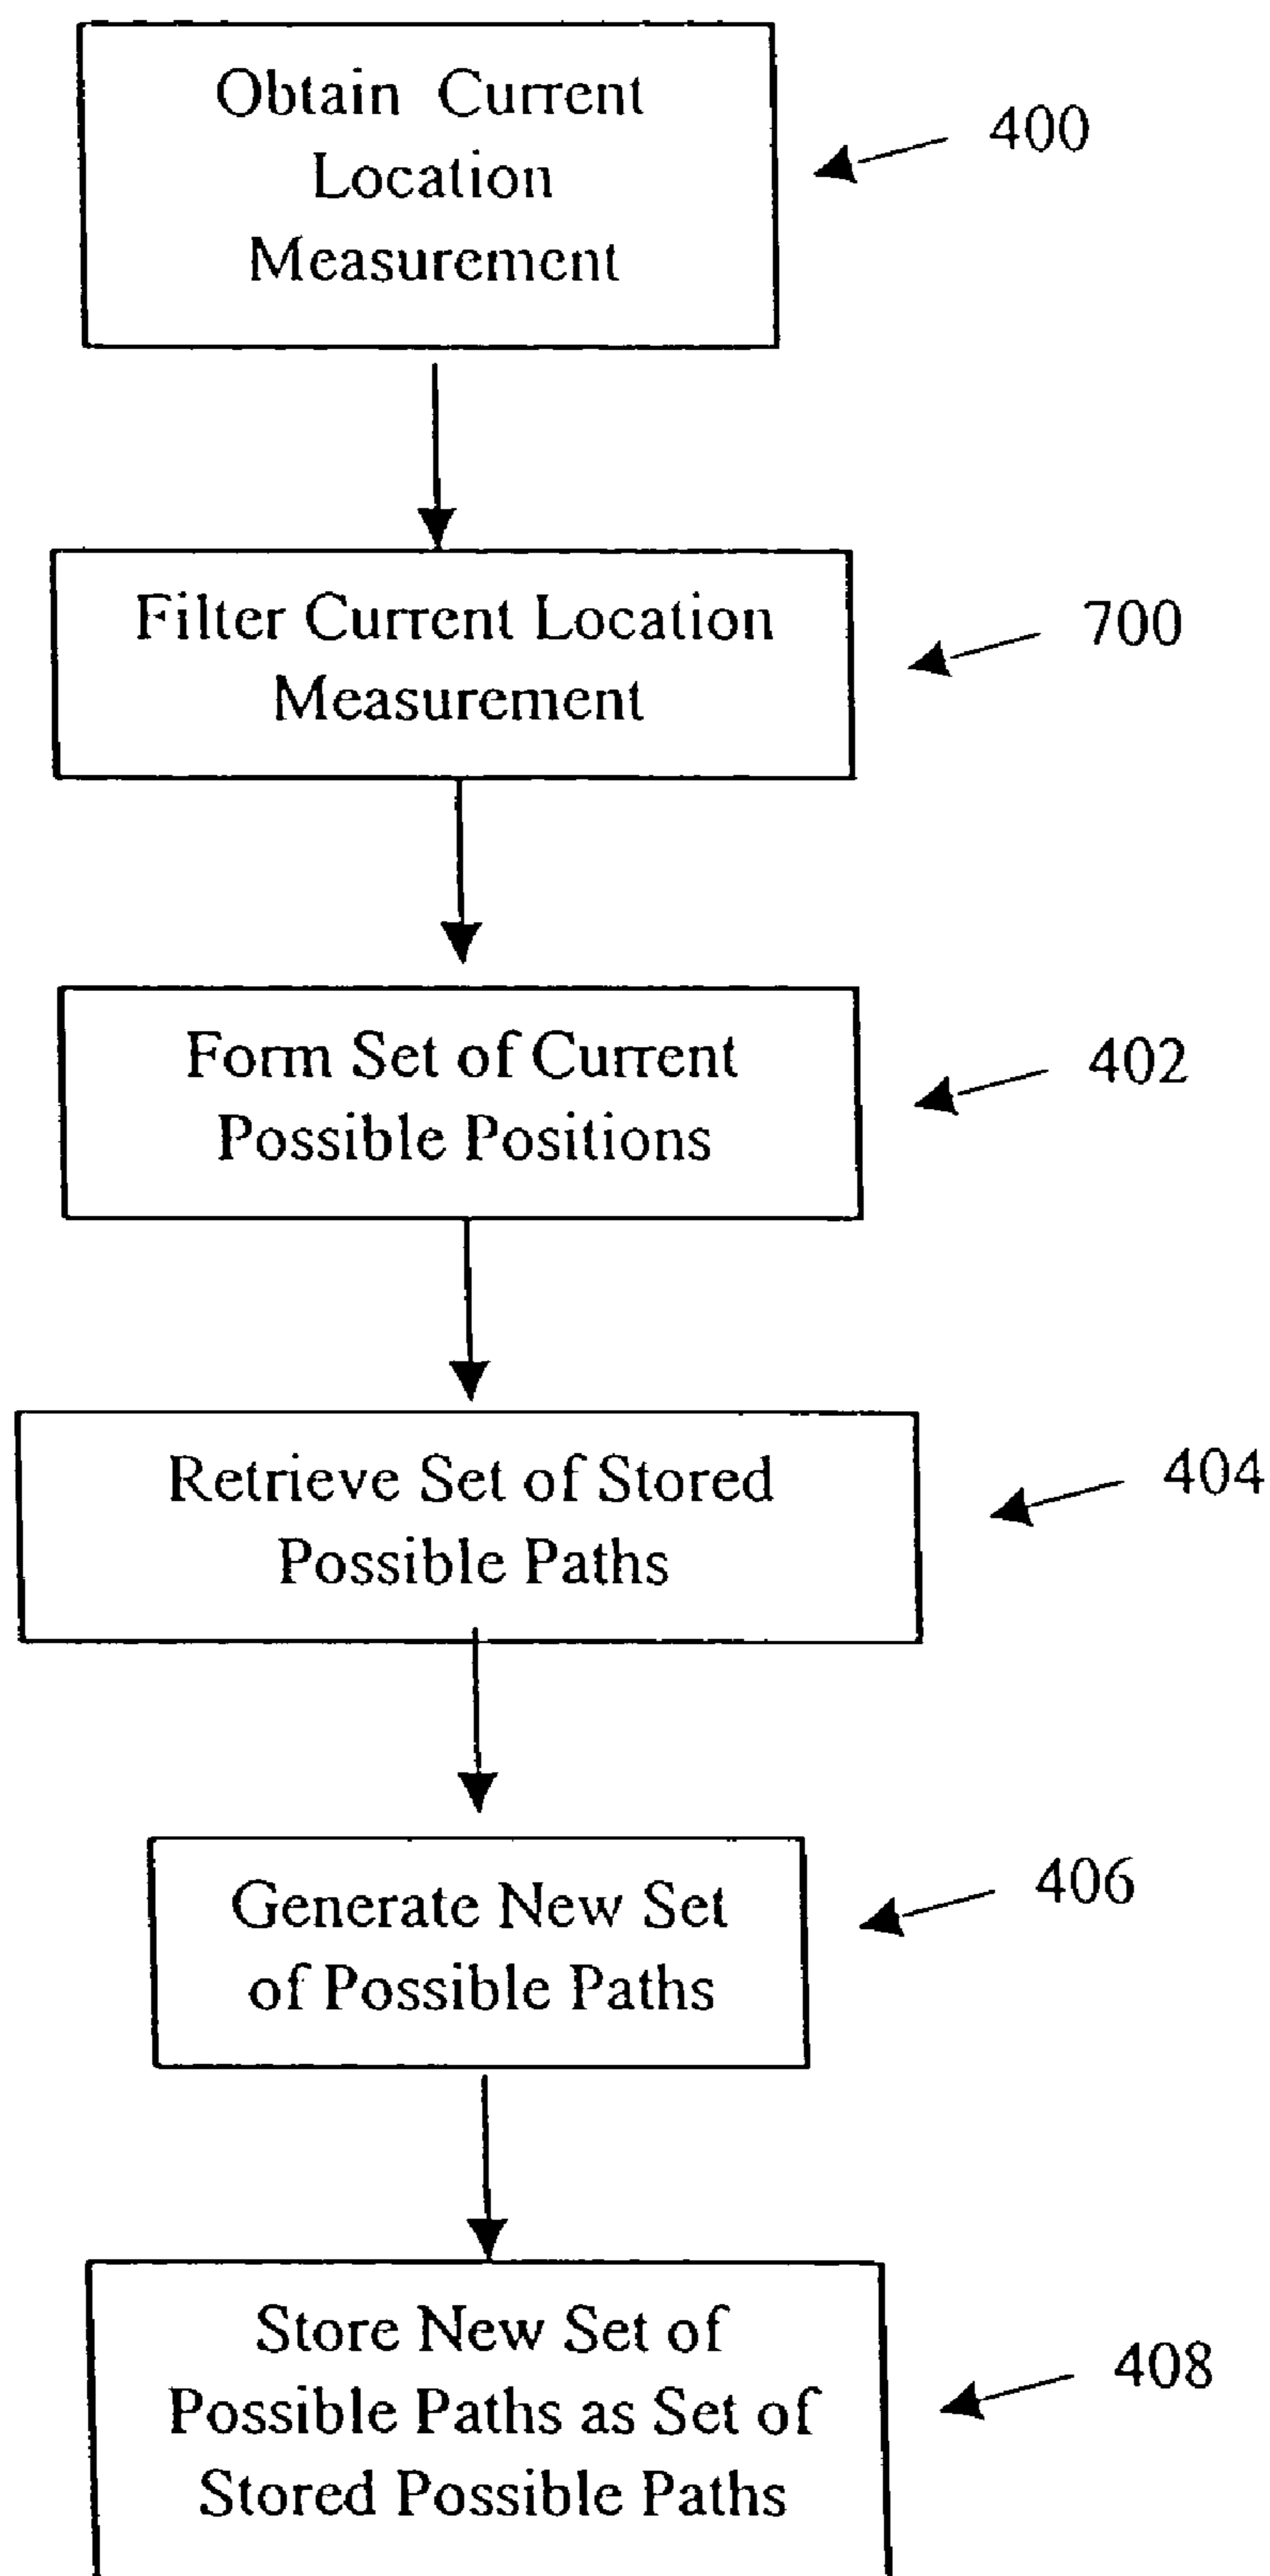 Obtain Current
Location
Measurement
400
Filter Current Location
Measurement
700
Form Set of Current
Possible Positions
402
Retrieve Set of Stored
Possible Paths
404
Generate New Set
of Possible Paths
406
Store New Set of
Possible Paths as Set of
Stored Possible Paths
408